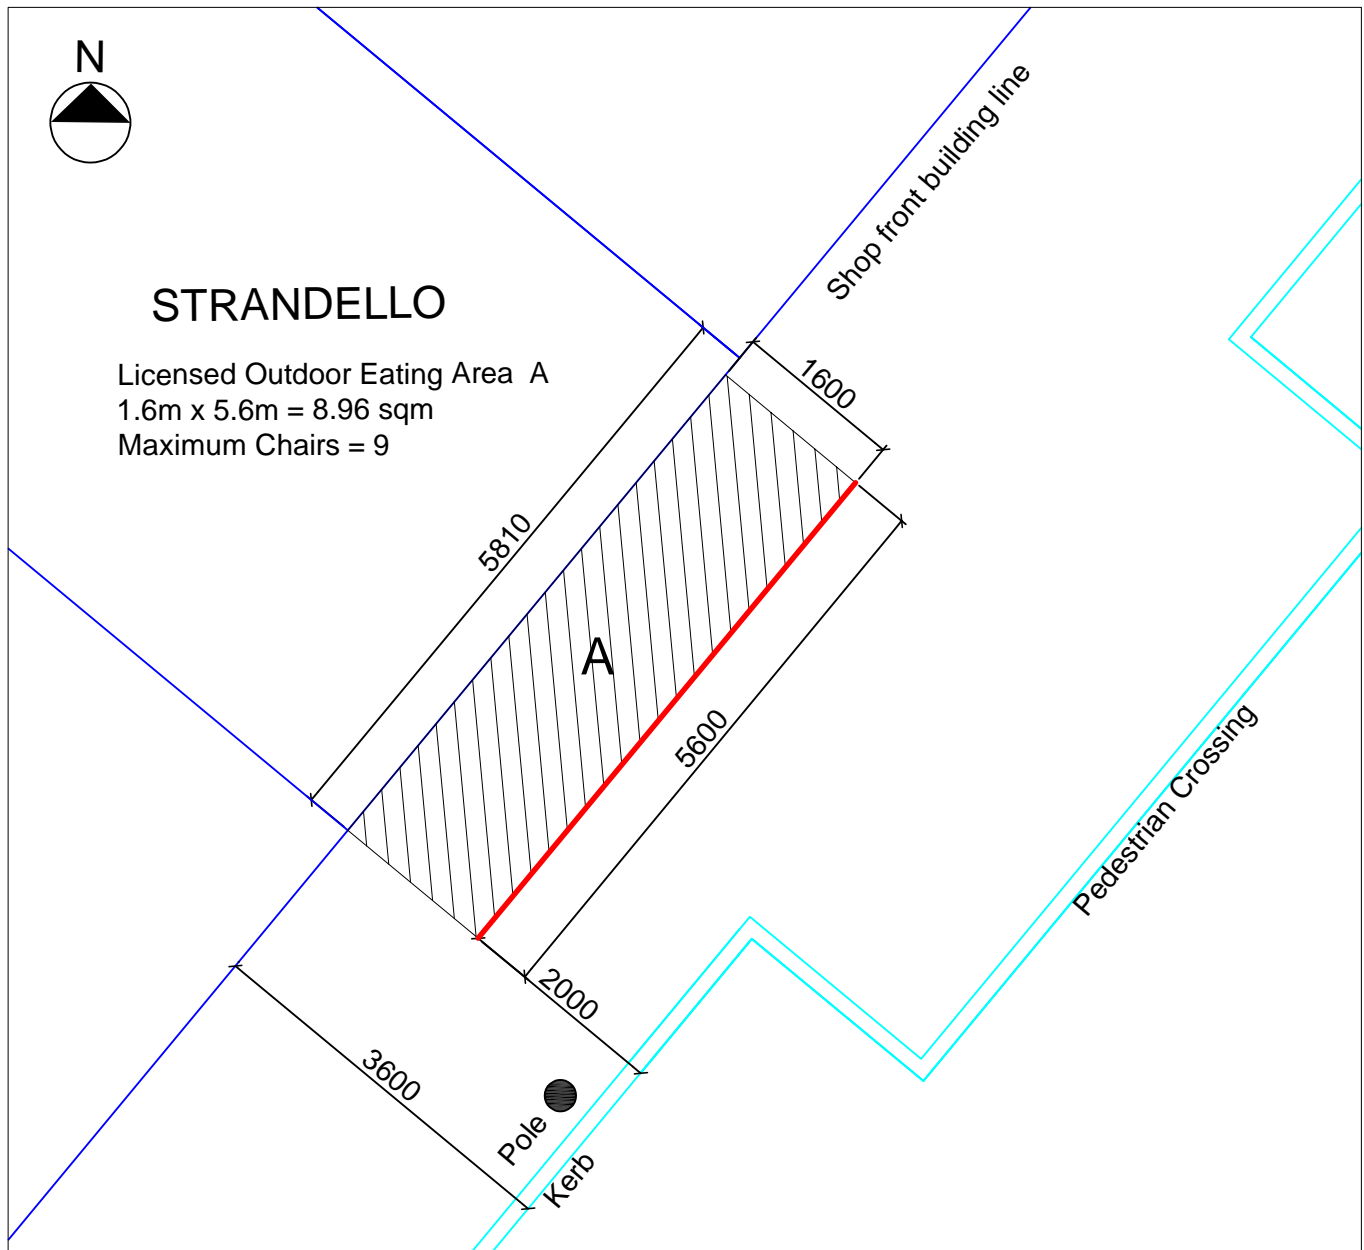 N
Shop front building line
STRANDELLO
Licensed Outdoor Eating Area A
1.6m x 5.6m = 8.96 sqm
Maximum Chairs = 9
1600
5810
A
5600
Pedestrian Crossing
2000
3600
Pole
Kerb